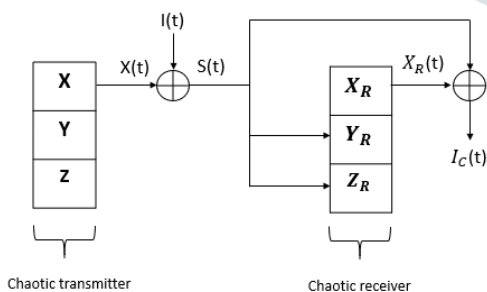 I(t)
X(t)
S(t)
X
Y
Z
X_R
Y_R
Z_R
X_R(t)
I_C(t)
Chaotic transmitter
Chaotic receiver